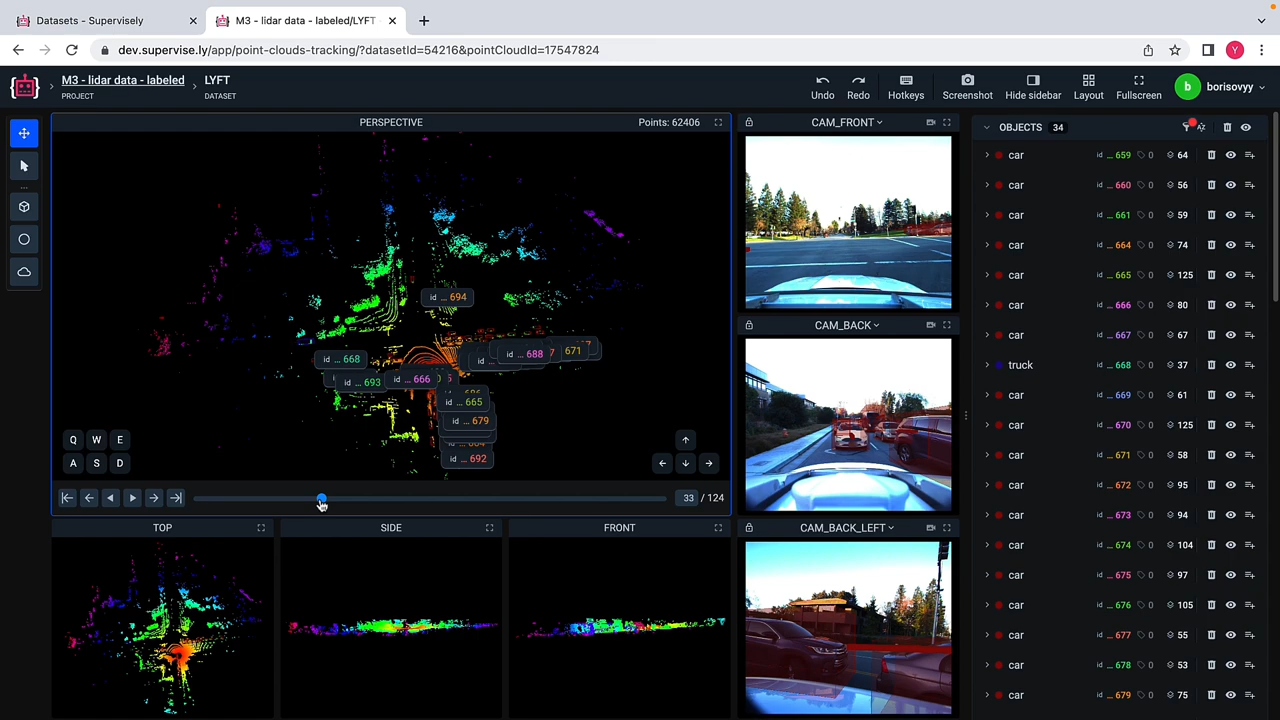 Datasets - Supervisely
M3 - lidar data - labeled/LYFT
dev.supervise.ly/app/point-clouds-tracking/?datasetId=54216&pointCloudId=17547824
Y
M3 - lidar data - labeled
PROJECT
LYFT
DATASET
Undo
Redo
Hotkeys
Screenshot
Hide sidebar
Layout
Fullscreen
b
borisovyy
PERSPECTIVE
Points: 62406
id ... 694
id ... 668
id ... 693
id ... 666
id ... 688
671
id ... 665
id ... 679
id ... 692
Q W E
A S D
33 / 124
TOP
SIDE
FRONT
CAM_FRONT
CAM_BACK
CAM_BACK_LEFT
OBJECTS 34
car id ... 659 0 64
car id ... 660 0 56
car id ... 661 0 59
car id ... 664 0 74
car id ... 665 0 125
car id ... 666 0 80
car id ... 667 0 67
truck id ... 668 0 37
car id ... 669 0 61
car id ... 670 0 125
car id ... 671 0 58
car id ... 672 0 95
car id ... 673 0 94
car id ... 674 0 104
car id ... 675 0 97
car id ... 676 0 105
car id ... 677 0 55
car id ... 678 0 53
car id ... 679 0 75